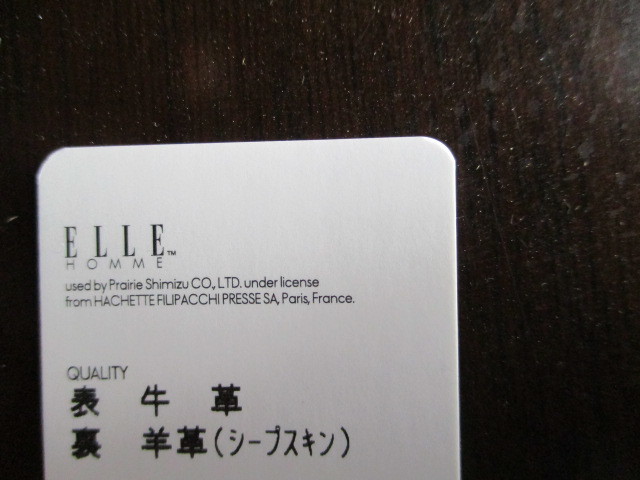 ELLE™
HOMME
used by Prairie Shimizu CO., LTD. under license
from HACHETTE FILIPACCHI PRESSE SA, Paris, France.
QUALITY
表 牛 革
裏 羊革(シープスキン)